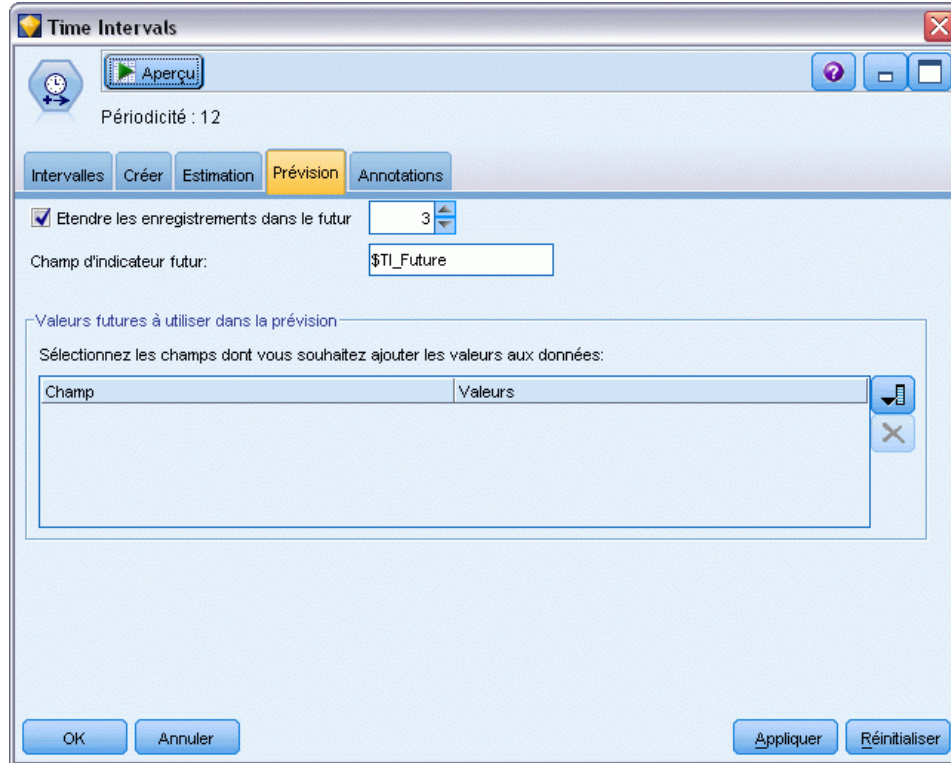 Time Intervals
Aperçu
Périodicité : 12
Intervalles Créer Estimation Prévision Annotations
Etendre les enregistrements dans le futur 3
Champ d'indicateur futur: $TI_Future
Valeurs futures à utiliser dans la prévision
Sélectionnez les champs dont vous souhaitez ajouter les valeurs aux données:
Champ Valeurs
OK Annuler Appliquer Réinitialiser